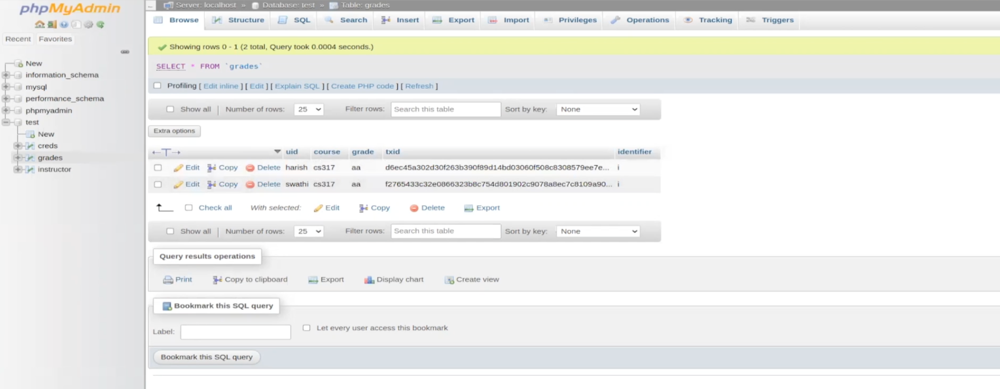 phpMyAdmin
Recent Favorites
New
information_schema
mysql
performance_schema
phpmyadmin
test
New
creds
grades
instructor
Server: localhost » Database: test » Table: grades
Browse Structure SQL Search Insert Export Import Privileges Operations Tracking Triggers
Showing rows 0 - 1 (2 total, Query took 0.0004 seconds.)
SELECT * FROM `grades`
Profiling [ Edit inline ] [ Edit ] [ Explain SQL ] [ Create PHP code ] [ Refresh ]
Show all | Number of rows: 25 Filter rows: Search this table Sort by key: None
Extra options
←T→ uid course grade txid identifier
Edit Copy Delete harish cs317 aa d6ec45a302d30f263b390f89d14bd03060f508c8308579ee7e... i
Edit Copy Delete swathi cs317 aa f2765433c32e0866323b8c754d801902c9078a8ec7c8109a90... i
Check all With selected: Edit Copy Delete Export
Show all | Number of rows: 25 Filter rows: Search this table Sort by key: None
Query results operations
Print Copy to clipboard Export Display chart Create view
Bookmark this SQL query
Label: Let every user access this bookmark
Bookmark this SQL query